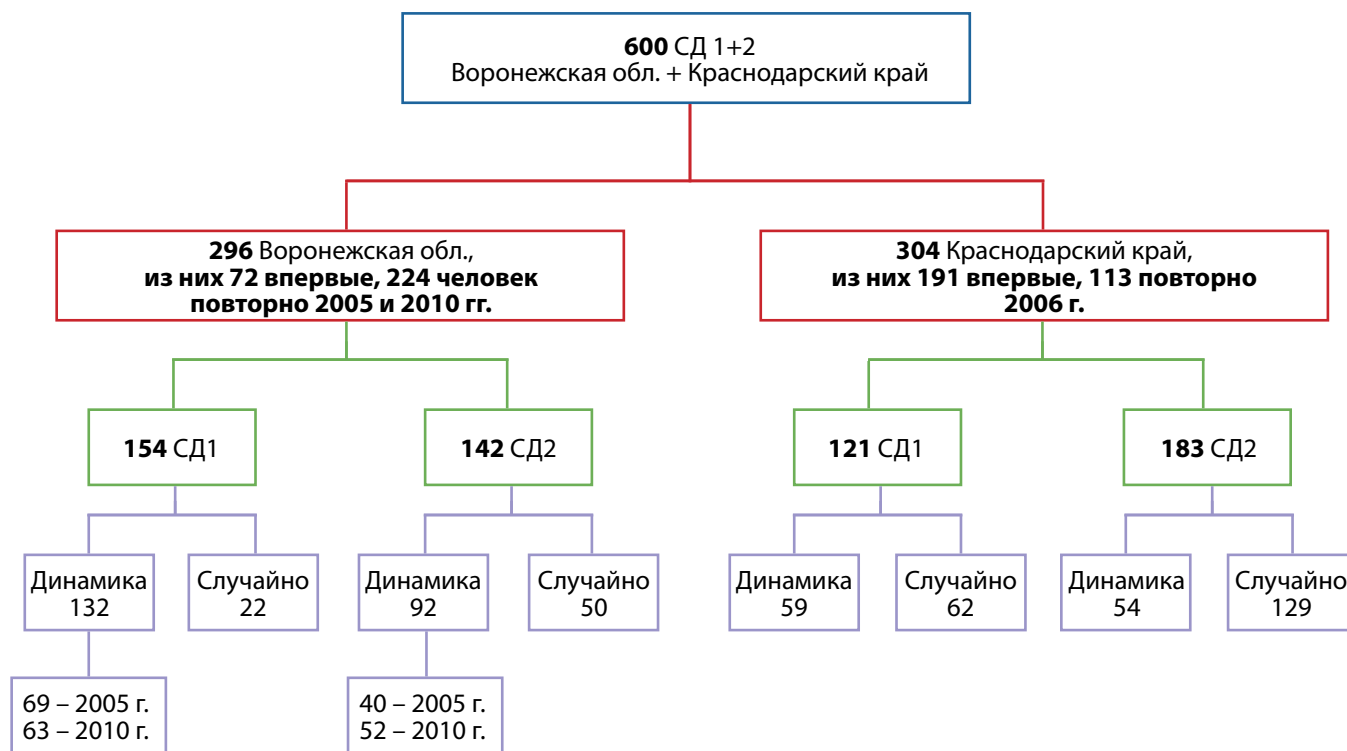 600 СД 1+2
Воронежская обл. + Краснодарский край
296 Воронежская обл.,
из них 72 впервые, 224 человек
повторно 2005 и 2010 гг.
304 Краснодарский край,
из них 191 впервые, 113 повторно
2006 г.
154 СД1
142 СД2
121 СД1
183 СД2
Динамика
132
Случайно
22
Динамика
92
Случайно
50
Динамика
59
Случайно
62
Динамика
54
Случайно
129
69 – 2005 г.
63 – 2010 г.
40 – 2005 г.
52 – 2010 г.